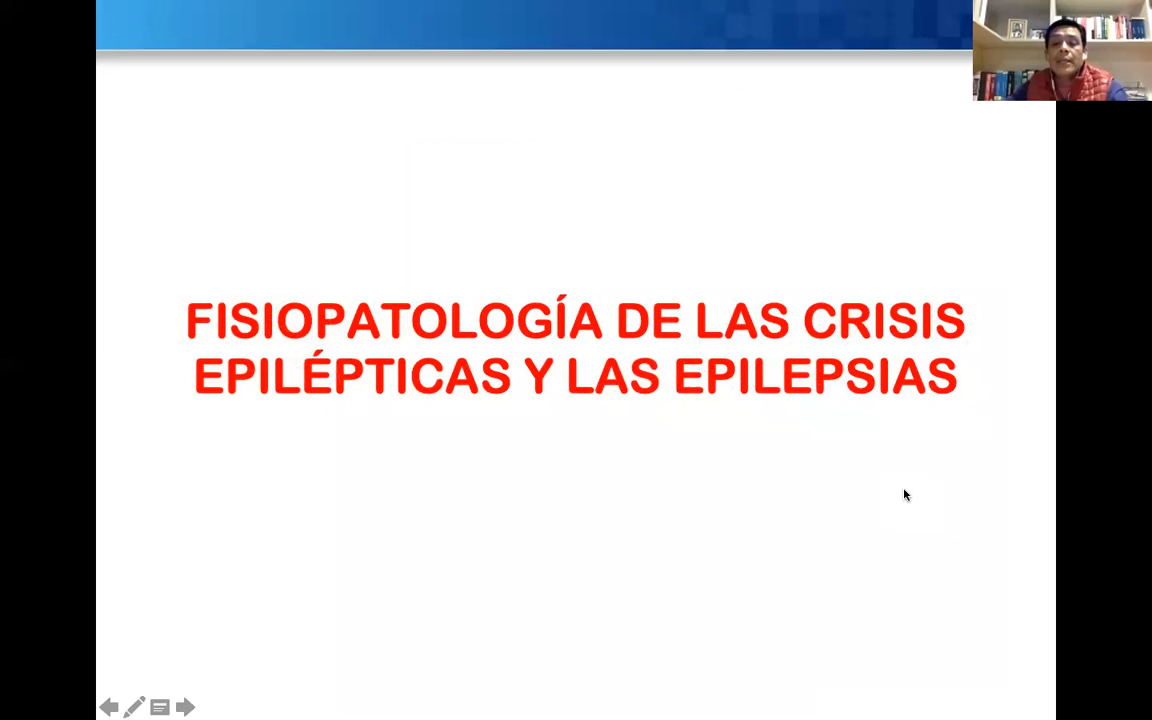 FISIOPATOLOGÍA DE LAS CRISIS
EPILÉPTICAS Y LAS EPILEPSIAS